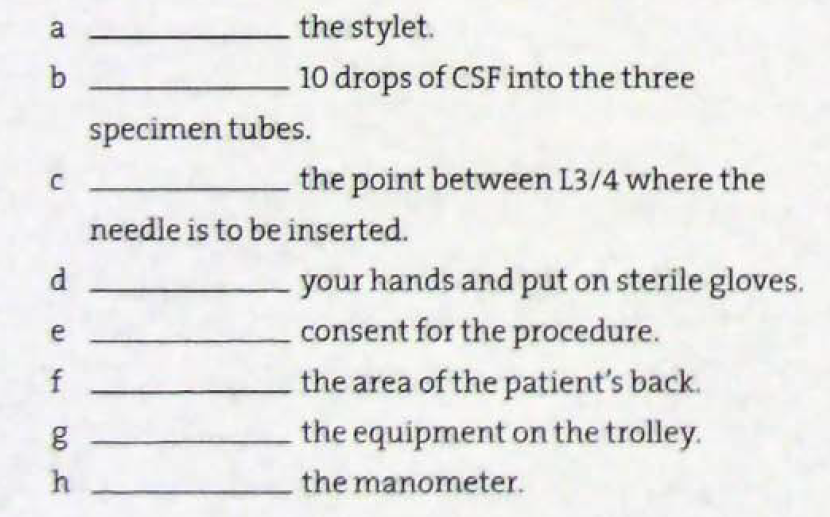 a ____________ the stylet.
b ____________ 10 drops of CSF into the three
specimen tubes.
c ____________ the point between L3/4 where the
needle is to be inserted.
d ____________ your hands and put on sterile gloves.
e ____________ consent for the procedure.
f ____________ the area of the patient's back.
g ____________ the equipment on the trolley.
h ____________ the manometer.